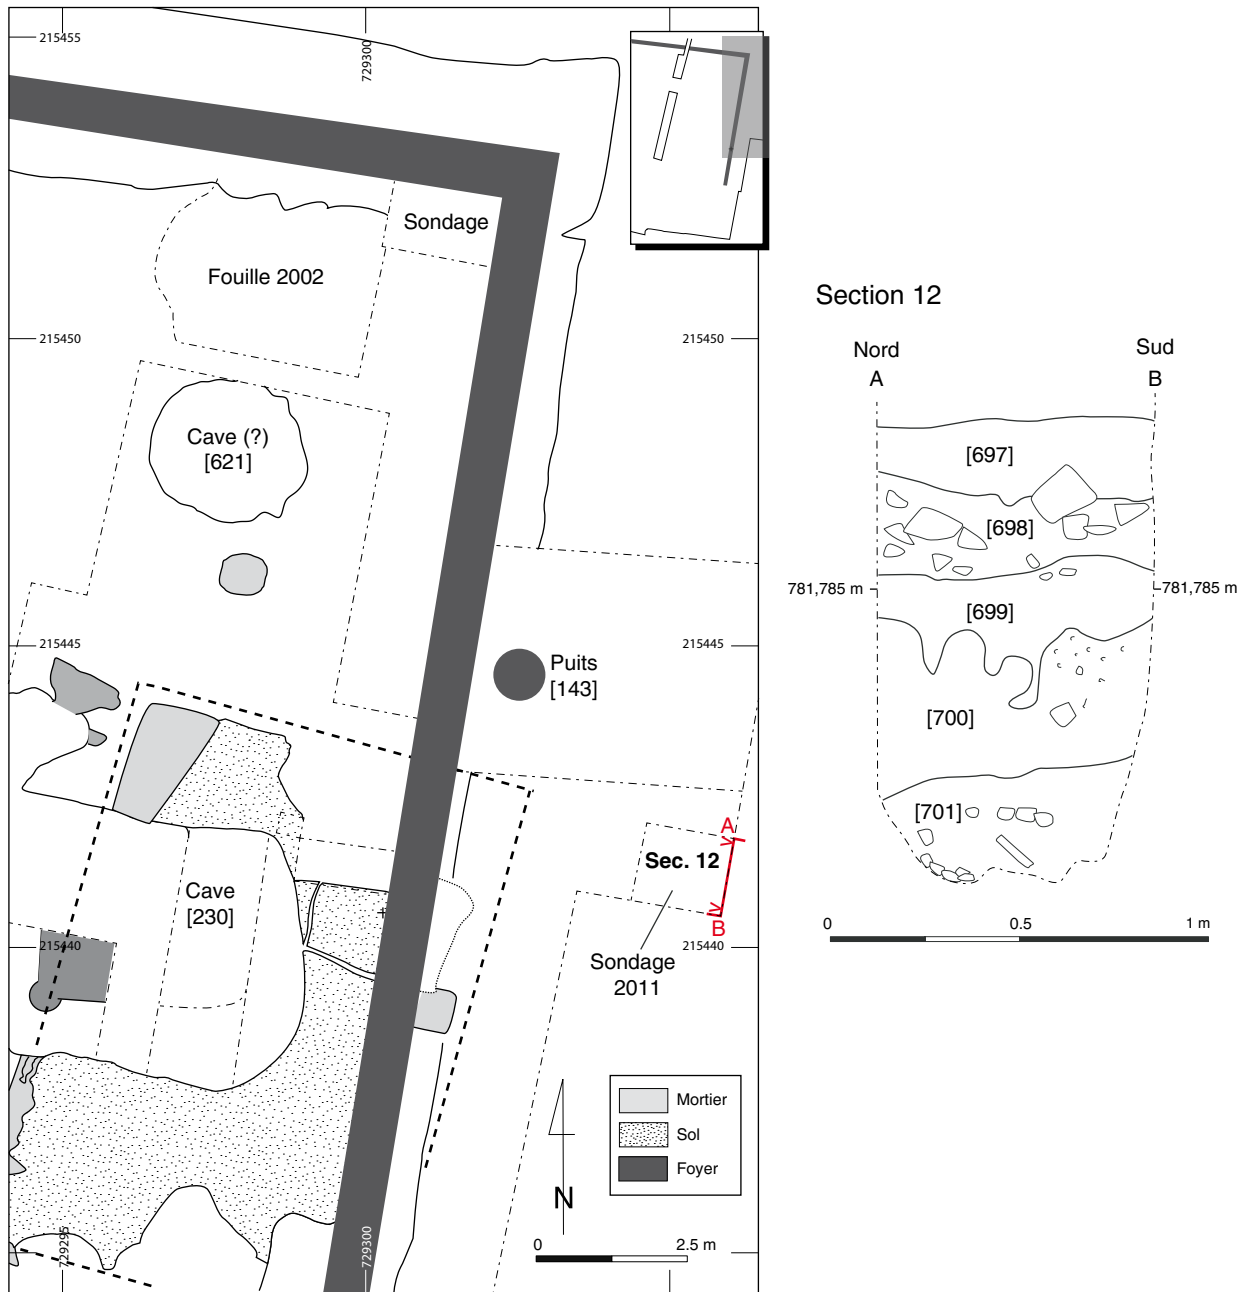 215455
729300
Sondage
Fouille 2002
215450
215450
Cave (?)
[621]
215445
215445
Puits
[143]
A
Sec. 12
B
Cave
[230]
215440
215440
Sondage
2011
Mortier
Sol
Foyer
N
0
2.5 m
729295
729300
Section 12
Nord
A
Sud
B
[697]
[698]
781,785 m
781,785 m
[699]
[700]
[701]
0
0.5
1 m